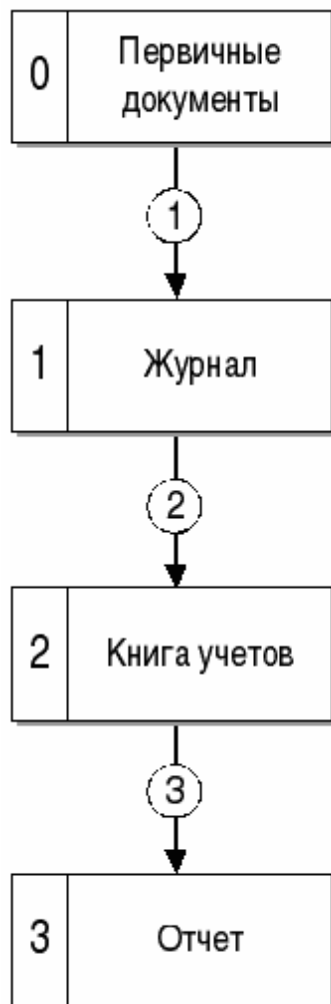 0
Первичные
документы
1
1
Журнал
2
2
Книга учетов
3
3
Отчет